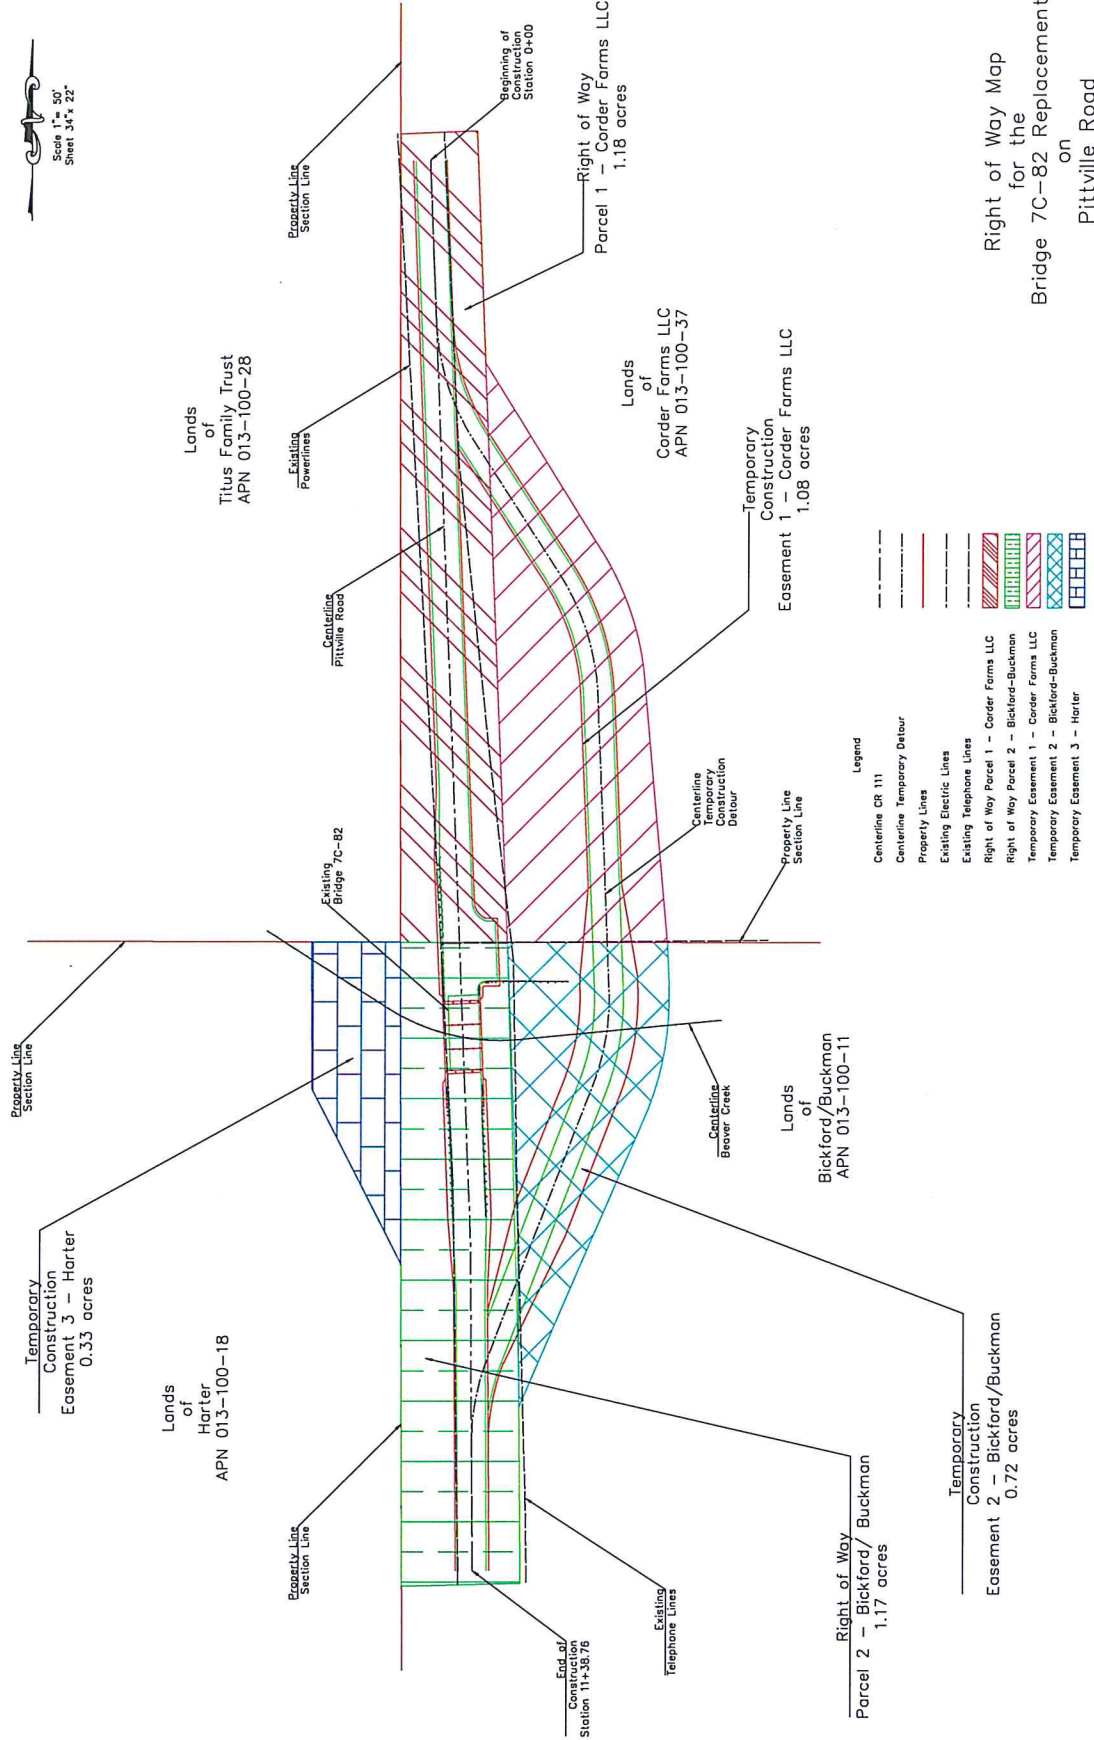 Scale 1"= 50'
Sheet 34"x 22"
Property Line
Section Line
Temporary
Construction
Easement 3 - Harter
0.33 acres
Lands
of
Harter
APN 013-100-18
Property Line
Section Line
End of
Construction
Station 11+38.76
Existing
Telephone Lines
Right of Way
Parcel 2 - Bickford/ Buckman
1.17 acres
Temporary
Construction
Easement 2 - Bickford/Buckman
0.72 acres
Lands
of
Bickford/Buckman
APN 013-100-11
Centerline
Beaver Creek
Existing
Bridge 7C-82
Property Line
Section Line
Centerline
Temporary
Construction
Detour
Centerline
Pittville Road
Existing
Powerlines
Lands
of
Titus Family Trust
APN 013-100-28
Property Line
Section Line
Beginning of
Construction
Station 0+00
Right of Way
Parcel 1 - Corder Farms LLC
1.18 acres
Lands
of
Corder Farms LLC
APN 013-100-37
Temporary
Construction
Easement 1 - Corder Farms LLC
1.08 acres
Legend
Centerline CR 111
Centerline Temporary Detour
Property Lines
Existing Electric Lines
Existing Telephone Lines
Right of Way Parcel 1 - Corder Farms LLC
Right of Way Parcel 2 - Bickford-Buckman
Temporary Easement 1 - Corder Farms LLC
Temporary Easement 2 - Bickford-Buckman
Temporary Easement 3 - Harter
Right of Way Map
for the
Bridge 7C-82 Replacement
on
Pittville Road